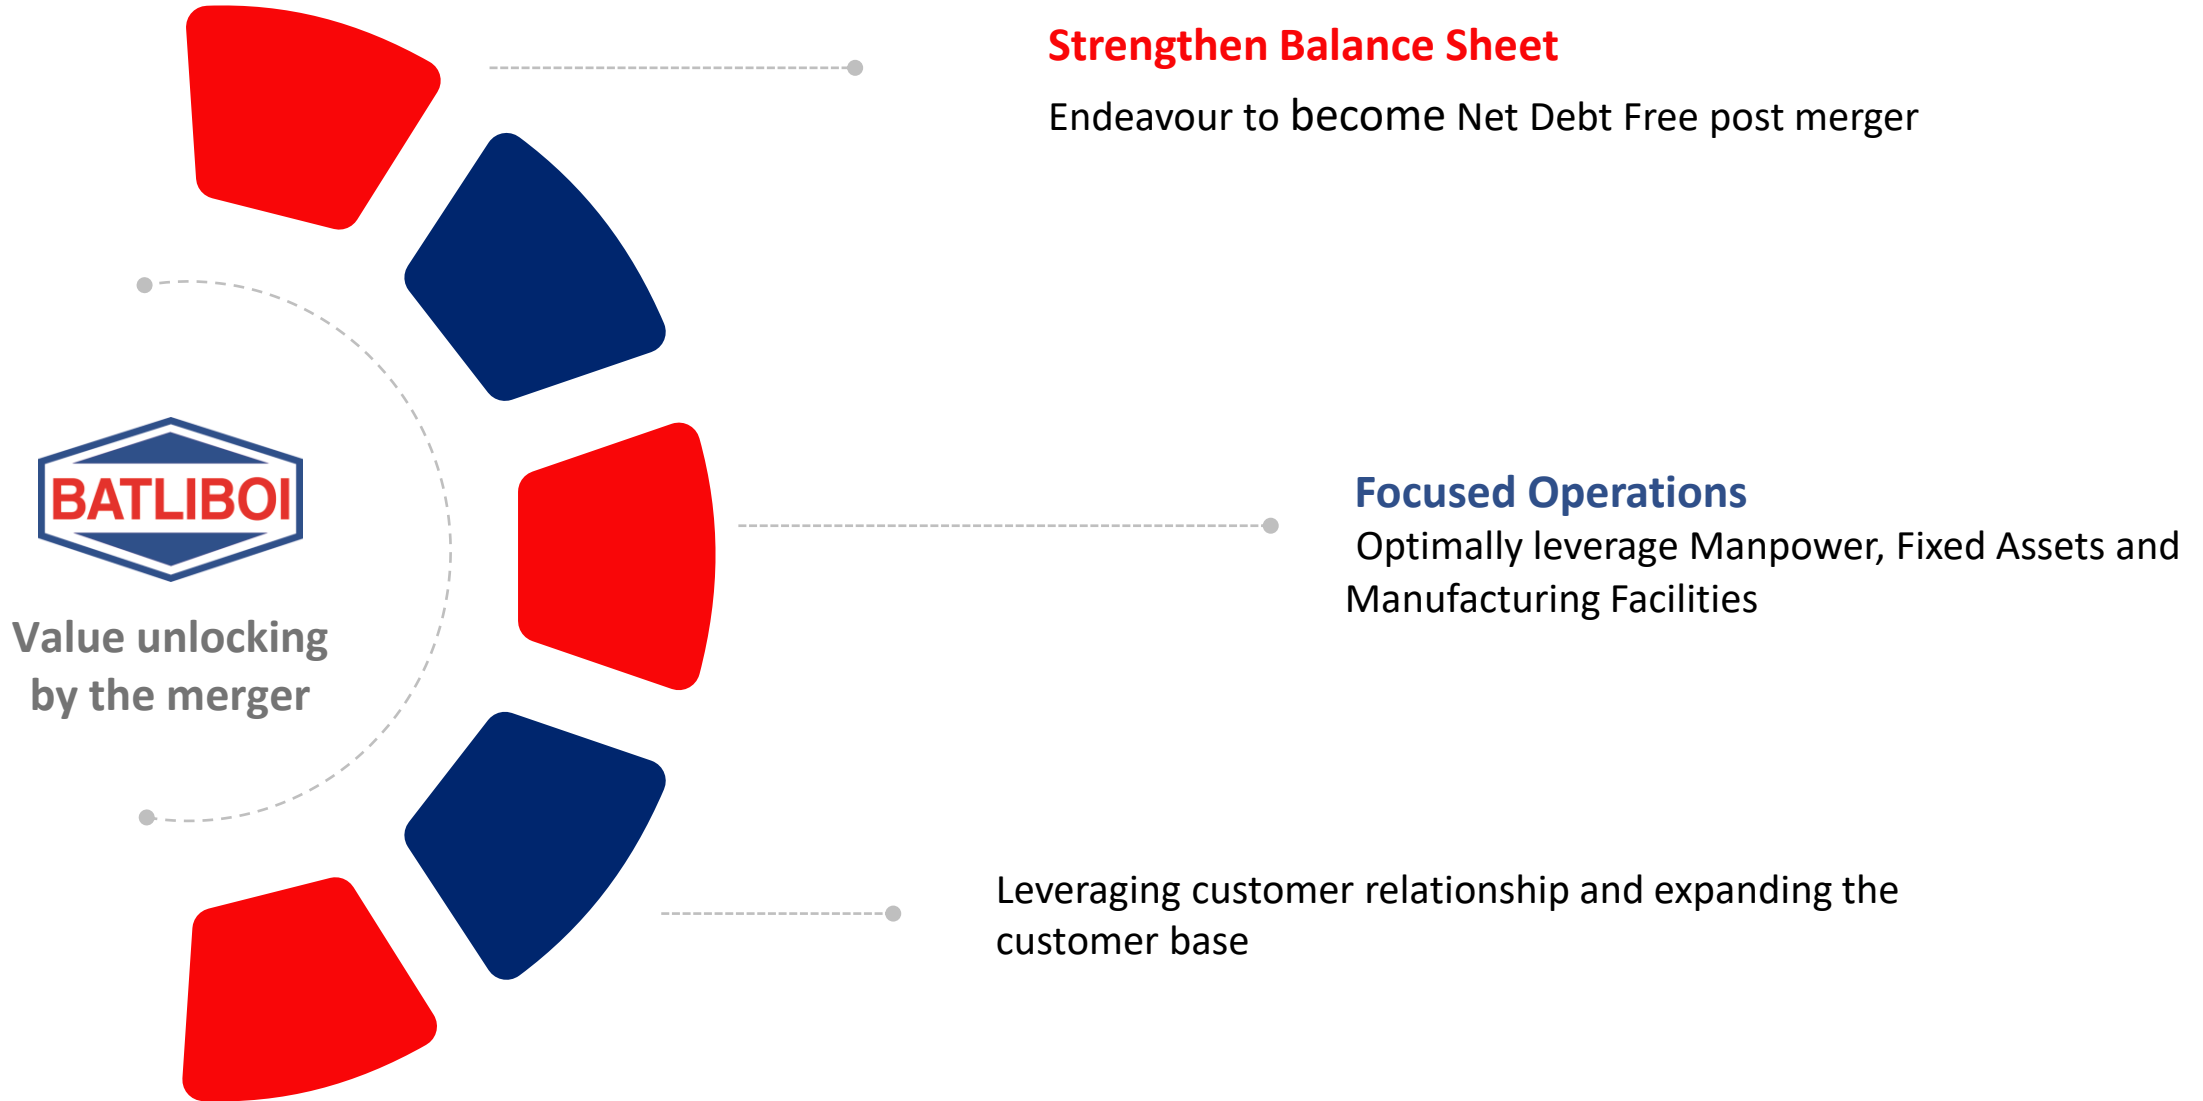 Strengthen Balance Sheet
Endeavour to become Net Debt Free post merger
BATLIBOI
Value unlocking
by the merger
Focused Operations
Optimally leverage Manpower, Fixed Assets and
Manufacturing Facilities
Leveraging customer relationship and expanding the
customer base